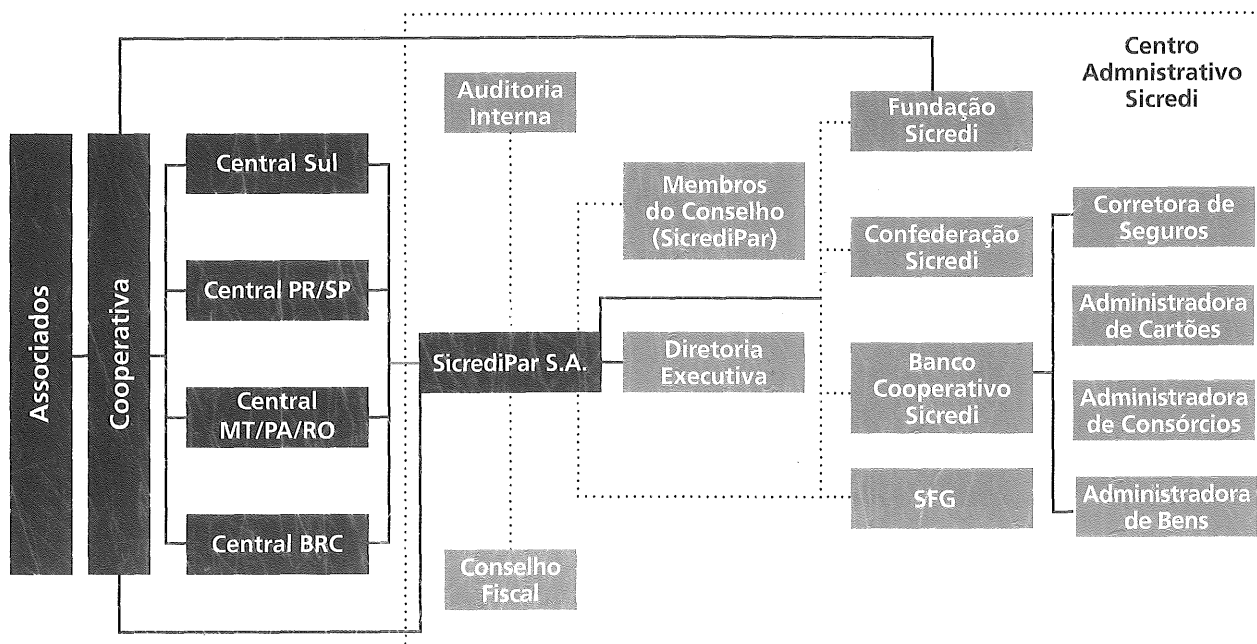 Associados
Cooperativa
Central Sul
Central PR/SP
Central
MT/PA/RO
Central BRC
Auditoria
Interna
SicrediPar S.A.
Conselho
Fiscal
Membros
do Conselho
(SicrediPar)
Diretoria
Executiva
Fundação
Sicredi
Confederação
Sicredi
Banco
Cooperativo
Sicredi
SFG
Centro
Admnistrativo
Sicredi
Corretora de
Seguros
Administradora
de Cartões
Administradora
de Consórcios
Administradora
de Bens